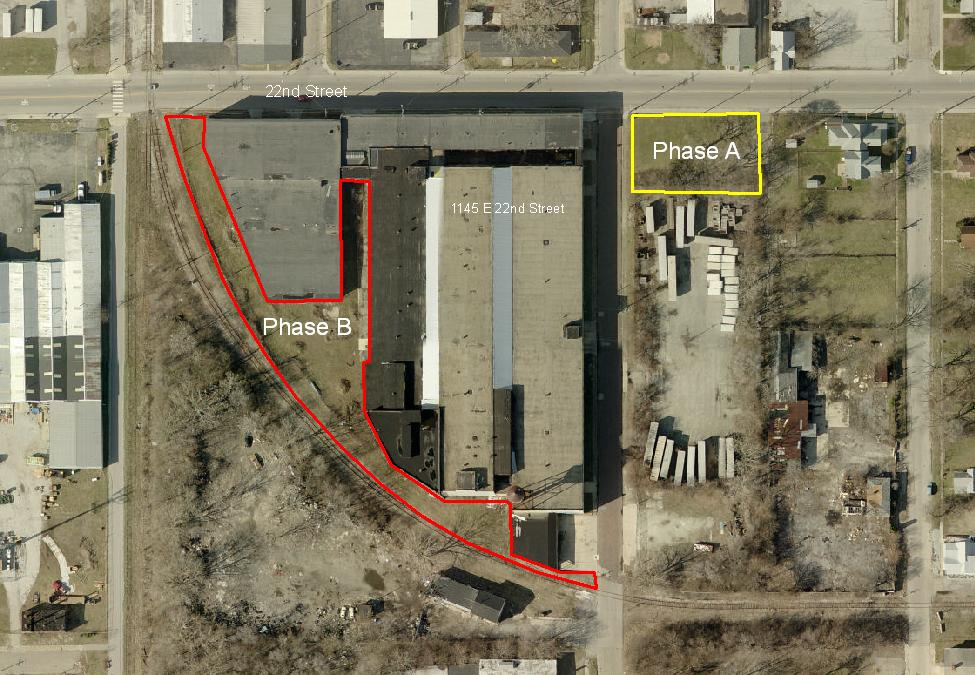 22nd Street
Phase A
1145 E 22nd Street
Phase B